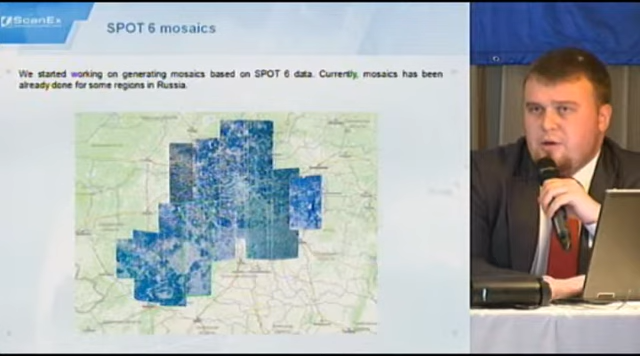 ScanEx
SPOT 6 mosaics
We started working on generating mosaics based on SPOT 6 data. Currently, mosaics has been
already done for some regions in Russia.